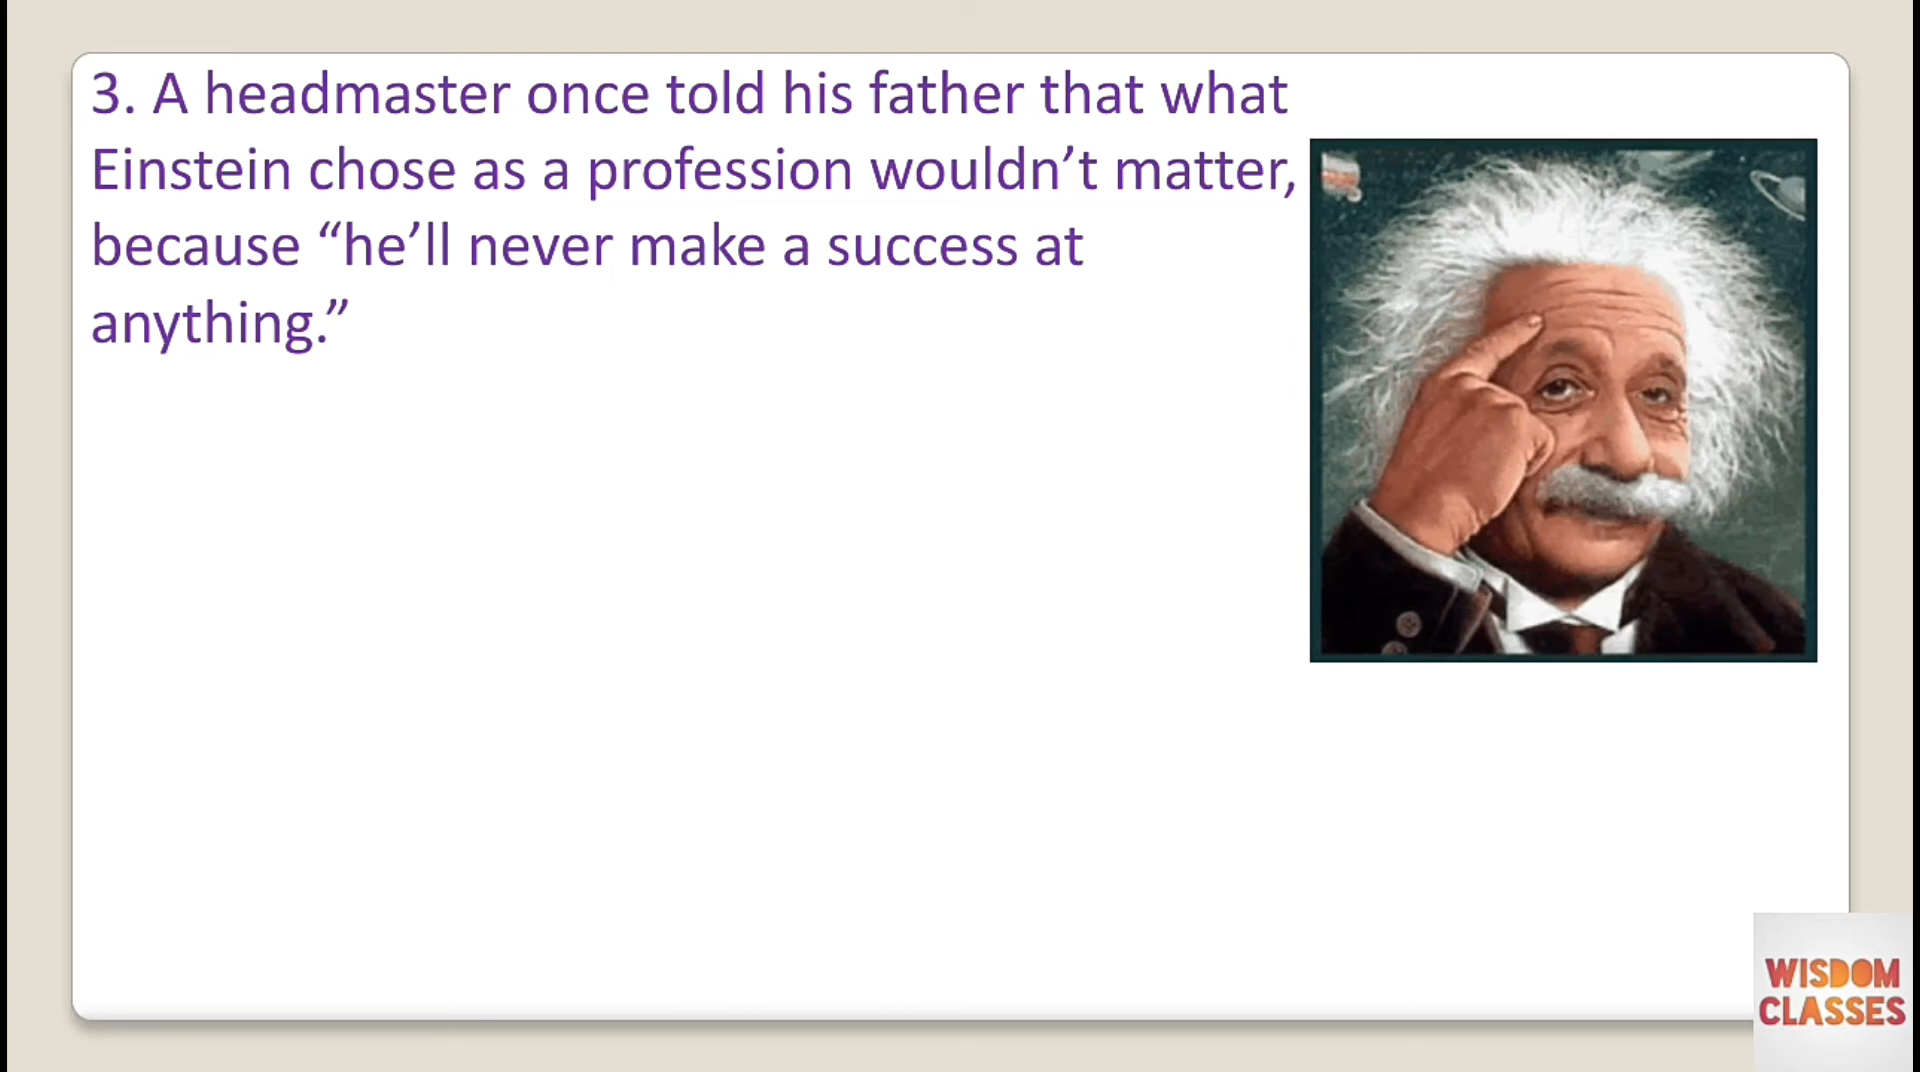 3. A headmaster once told his father that what
Einstein chose as a profession wouldn’t matter,
because “he’ll never make a success at
anything.”
WISDOM
CLASSES